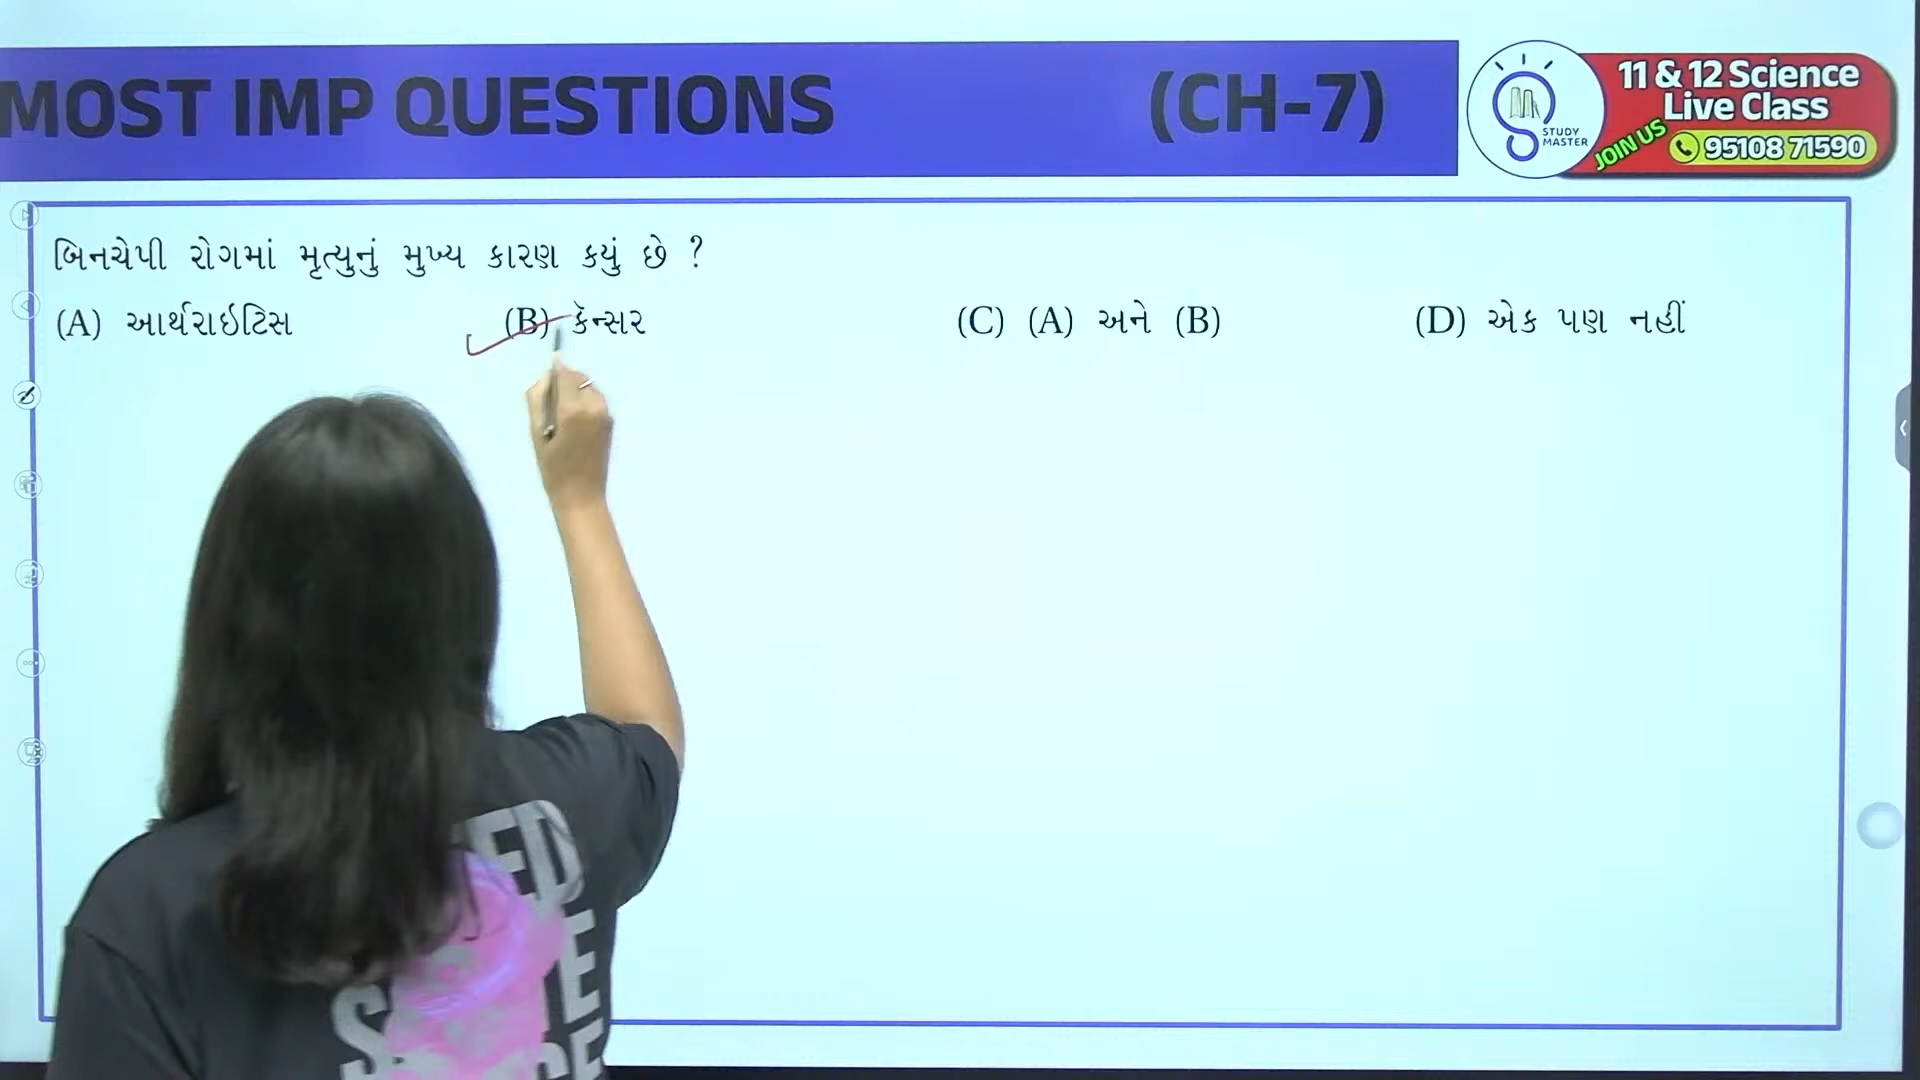 MOST IMP QUESTIONS (CH-7)
11 & 12 Science
Live Class
JOIN US 95108 71590
STUDY
MASTER
બિનચેપી રોગમાં મૃત્યુનું મુખ્ય કારણ કયું છે ?
(A) આર્થરાઇટિસ (B) કૅન્સર (C) (A) અને (B) (D) એક પણ નહીં